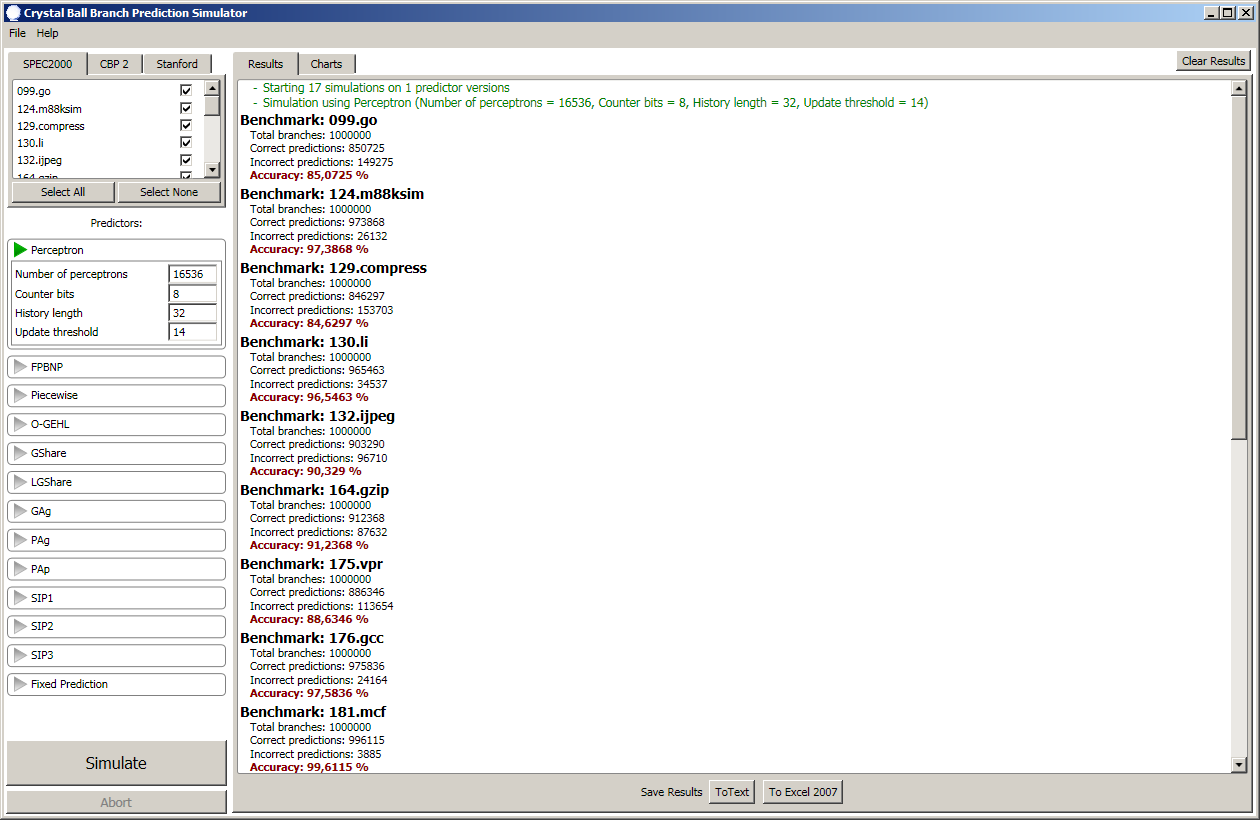 Crystal Ball Branch Prediction Simulator
File Help
SPEC2000 CBP 2 Stanford
099.go
124.m88ksim
129.compress
130.li
132.ijpeg
164.gzip
Select All Select None
Predictors:
Perceptron
Number of perceptrons 16536
Counter bits 8
History length 32
Update threshold 14
FPBNP
Piecewise
O-GEHL
GShare
LGShare
GAg
PAg
PAp
SIP1
SIP2
SIP3
Fixed Prediction
Simulate
Abort
Results Charts
Clear Results
- Starting 17 simulations on 1 predictor versions
- Simulation using Perceptron (Number of perceptrons = 16536, Counter bits = 8, History length = 32, Update threshold = 14)
Benchmark: 099.go
Total branches: 1000000
Correct predictions: 850725
Incorrect predictions: 149275
Accuracy: 85,0725 %
Benchmark: 124.m88ksim
Total branches: 1000000
Correct predictions: 973868
Incorrect predictions: 26132
Accuracy: 97,3868 %
Benchmark: 129.compress
Total branches: 1000000
Correct predictions: 846297
Incorrect predictions: 153703
Accuracy: 84,6297 %
Benchmark: 130.li
Total branches: 1000000
Correct predictions: 965463
Incorrect predictions: 34537
Accuracy: 96,5463 %
Benchmark: 132.ijpeg
Total branches: 1000000
Correct predictions: 903290
Incorrect predictions: 96710
Accuracy: 90,329 %
Benchmark: 164.gzip
Total branches: 1000000
Correct predictions: 912368
Incorrect predictions: 87632
Accuracy: 91,2368 %
Benchmark: 175.vpr
Total branches: 1000000
Correct predictions: 886346
Incorrect predictions: 113654
Accuracy: 88,6346 %
Benchmark: 176.gcc
Total branches: 1000000
Correct predictions: 975836
Incorrect predictions: 24164
Accuracy: 97,5836 %
Benchmark: 181.mcf
Total branches: 1000000
Correct predictions: 996115
Incorrect predictions: 3885
Accuracy: 99,6115 %
Save Results ToText To Excel 2007